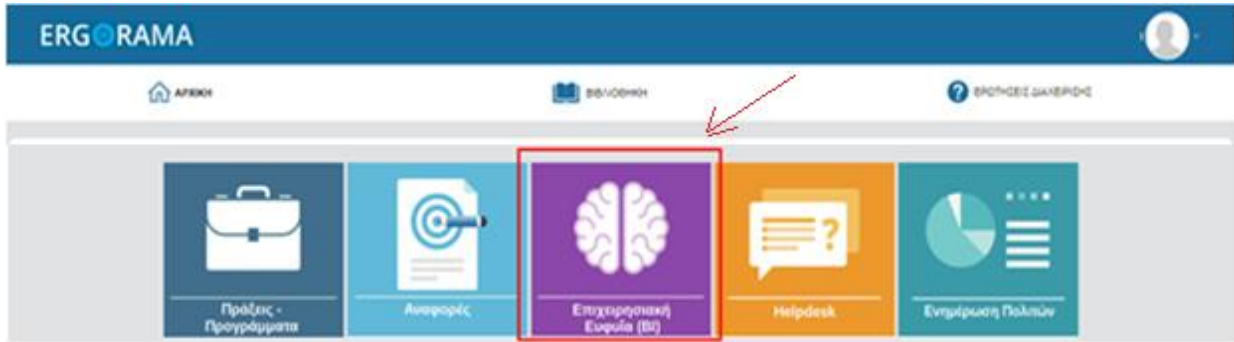 ERGORAMA
ΑΡΧΙΚΗ
ΒΙΒΛΙΟΘΗΚΗ
ΕΡΩΤΗΣΕΙΣ ΔΙΑΧΕΙΡΙΣΗΣ
?
Πράξεις -
Προγράμματα
Αναφορές
Επιχειρησιακή
Ευφυΐα (BI)
Helpdesk
Ενημέρωση Πολιτών